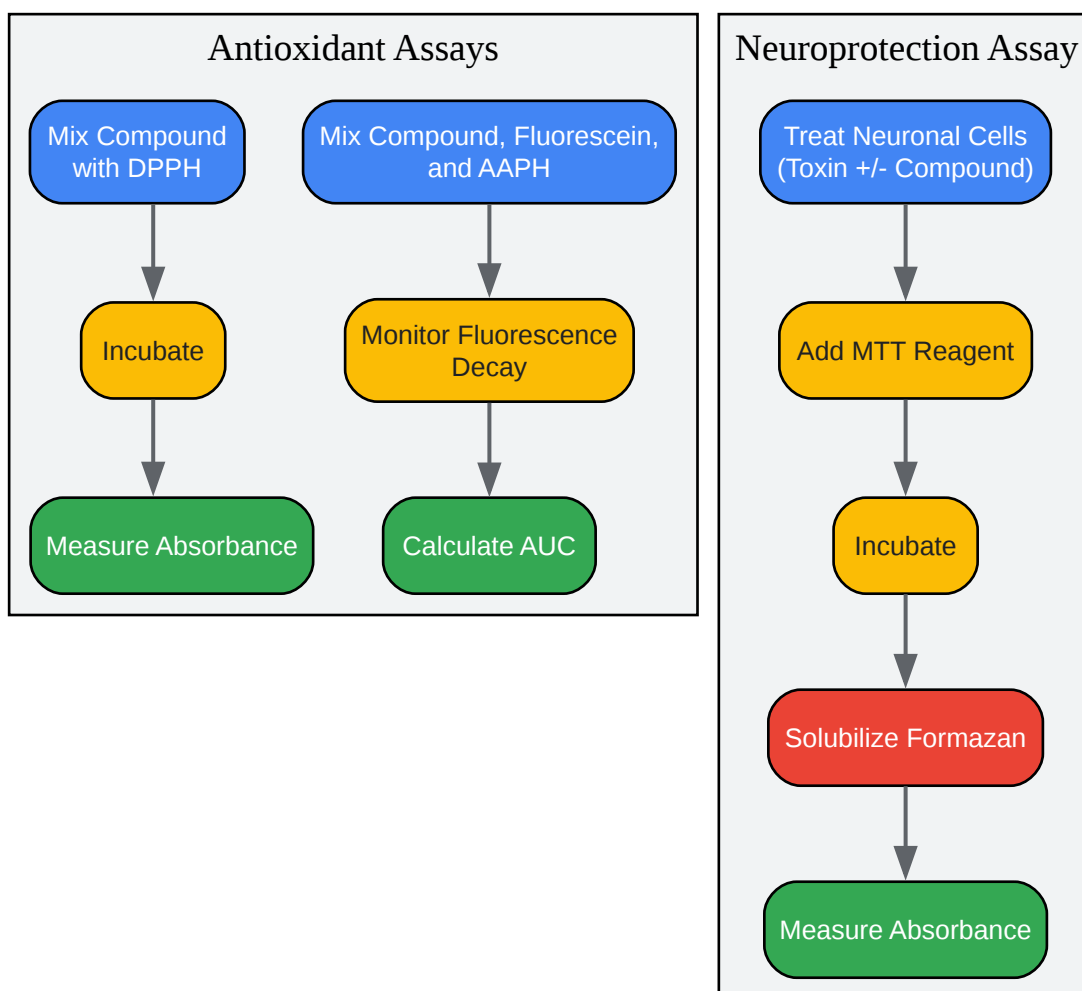 Antioxidant Assays
Mix Compound
with DPPH
Incubate
Measure Absorbance
Mix Compound, Fluorescein,
and AAPH
Monitor Fluorescence
Decay
Calculate AUC
Neuroprotection Assay
Treat Neuronal Cells
(Toxin +/- Compound)
Add MTT Reagent
Incubate
Solubilize Formazan
Measure Absorbance